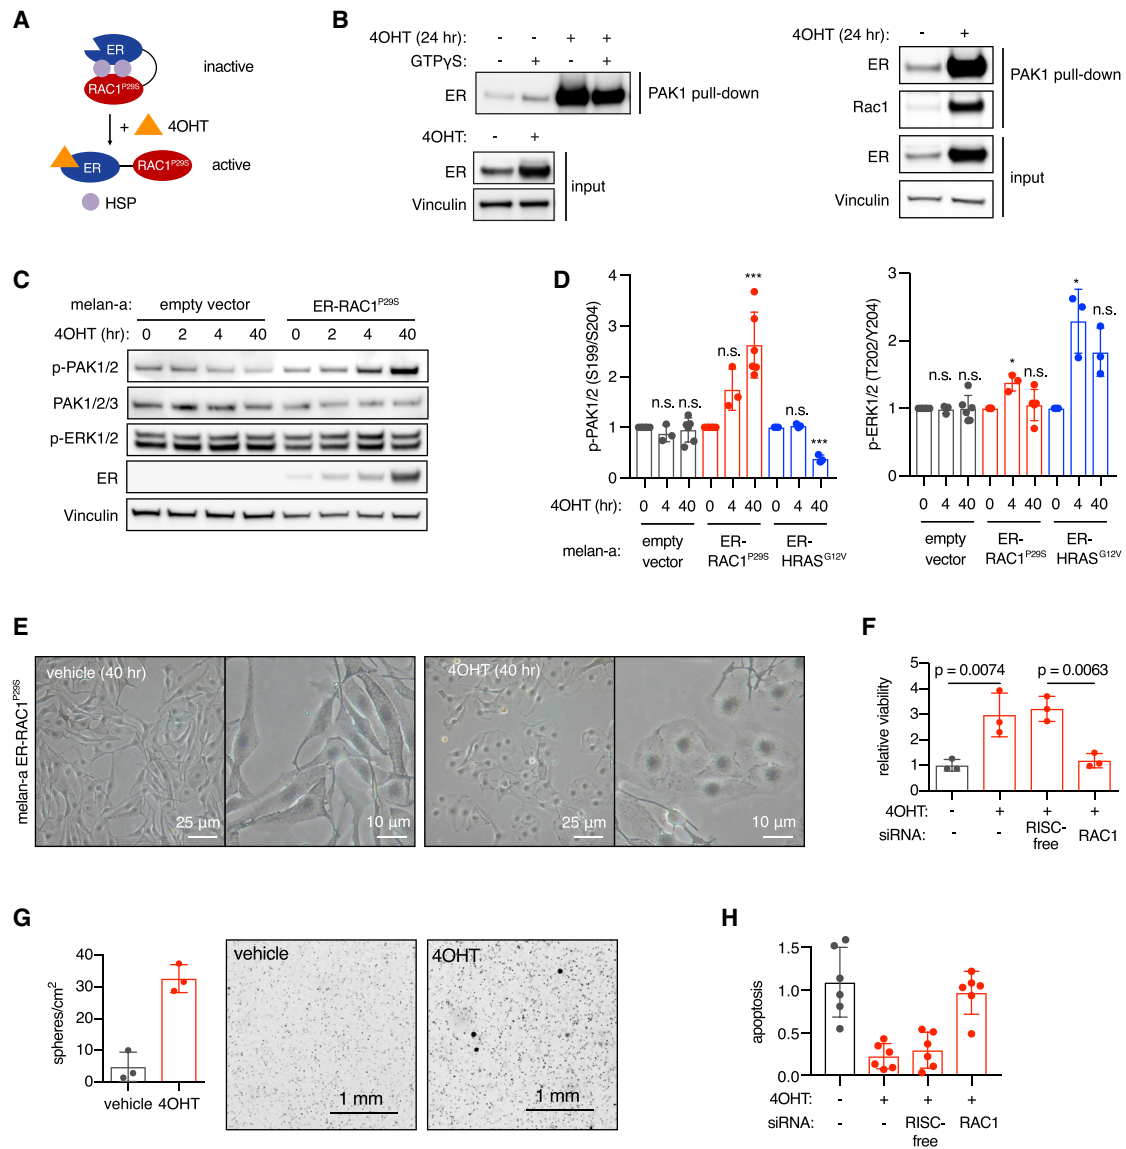 A
ER
RAC1P29S
inactive
+ 4OHT
ER
RAC1P29S
active
HSP
B
4OHT (24 hr): - - + +
GTPγS: - + - +
ER
PAK1 pull-down
4OHT: - +
ER
Vinculin
input
4OHT (24 hr): - +
ER
Rac1
PAK1 pull-down
ER
Vinculin
input
C
melan-a: empty vector ER-RAC1P29S
4OHT (hr): 0 2 4 40 0 2 4 40
p-PAK1/2
PAK1/2/3
p-ERK1/2
ER
Vinculin
D
p-PAK1/2 (S199/S204)
4
3
2
1
0
n.s. n.s. n.s. *** n.s. ***
4OHT (hr): 0 4 40 0 4 40 0 4 40
melan-a: empty vector ER-RAC1P29S ER-HRASG12V
p-ERK1/2 (T202/Y204)
3
2
1
0
n.s. n.s. * n.s. * n.s.
0 4 40 0 4 40 0 4 40
empty vector ER-RAC1P29S ER-HRASG12V
E
melan-a ER-RAC1P29S
vehicle (40 hr)
25 µm
10 µm
4OHT (40 hr)
25 µm
10 µm
F
relative viability
5
4
3
2
1
0
p = 0.0074 p = 0.0063
4OHT: - + + +
siRNA: - - RISC-free RAC1
G
spheres/cm2
40
30
20
10
0
vehicle 4OHT
vehicle
1 mm
4OHT
1 mm
H
apoptosis
1.5
1.0
0.5
0.0
4OHT: - + + +
siRNA: - - RISC-free RAC1